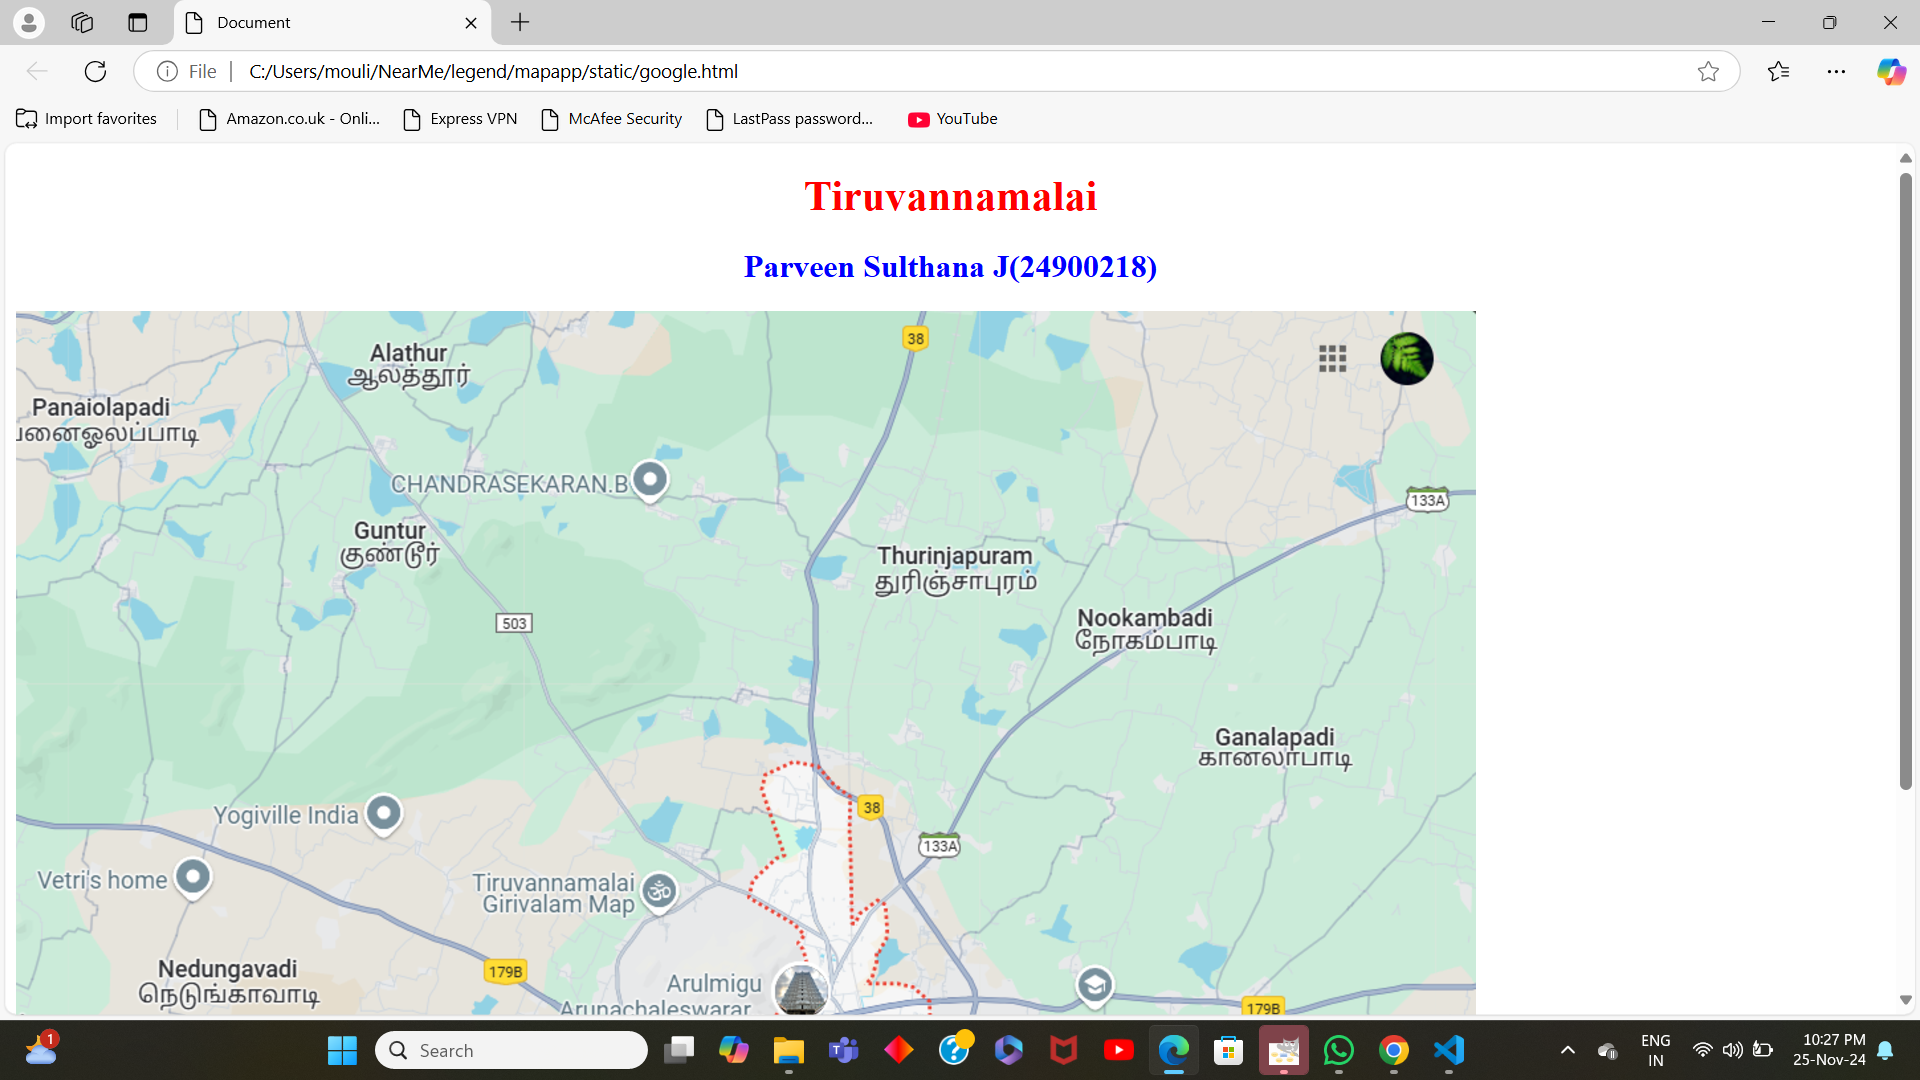 Document
File
C:/Users/mouli/NearMe/legend/mapapp/static/google.html
Import favorites
Amazon.co.uk - Onli...
Express VPN
McAfee Security
LastPass password...
YouTube
Tiruvannamalai
Parveen Sulthana J(24900218)
38
Alathur
ஆலத்தூர்
Panaiolapadi
பனைஓலப்பாடி
CHANDRASEKARAN.B
133A
Guntur
குண்டூர்
Thurinjapuram
துரிஞ்சாபுரம்
503
Nookambadi
நோகம்பாடி
Ganalapadi
கானலாபாடி
Yogiville India
38
133A
Vetri's home
Tiruvannamalai
Girivalam Map
Nedungavadi
நெடுங்காவாடி
179B
Arulmigu
Arunachaleswarar
179B
1
Search
ENG
IN
10:27 PM
25-Nov-24